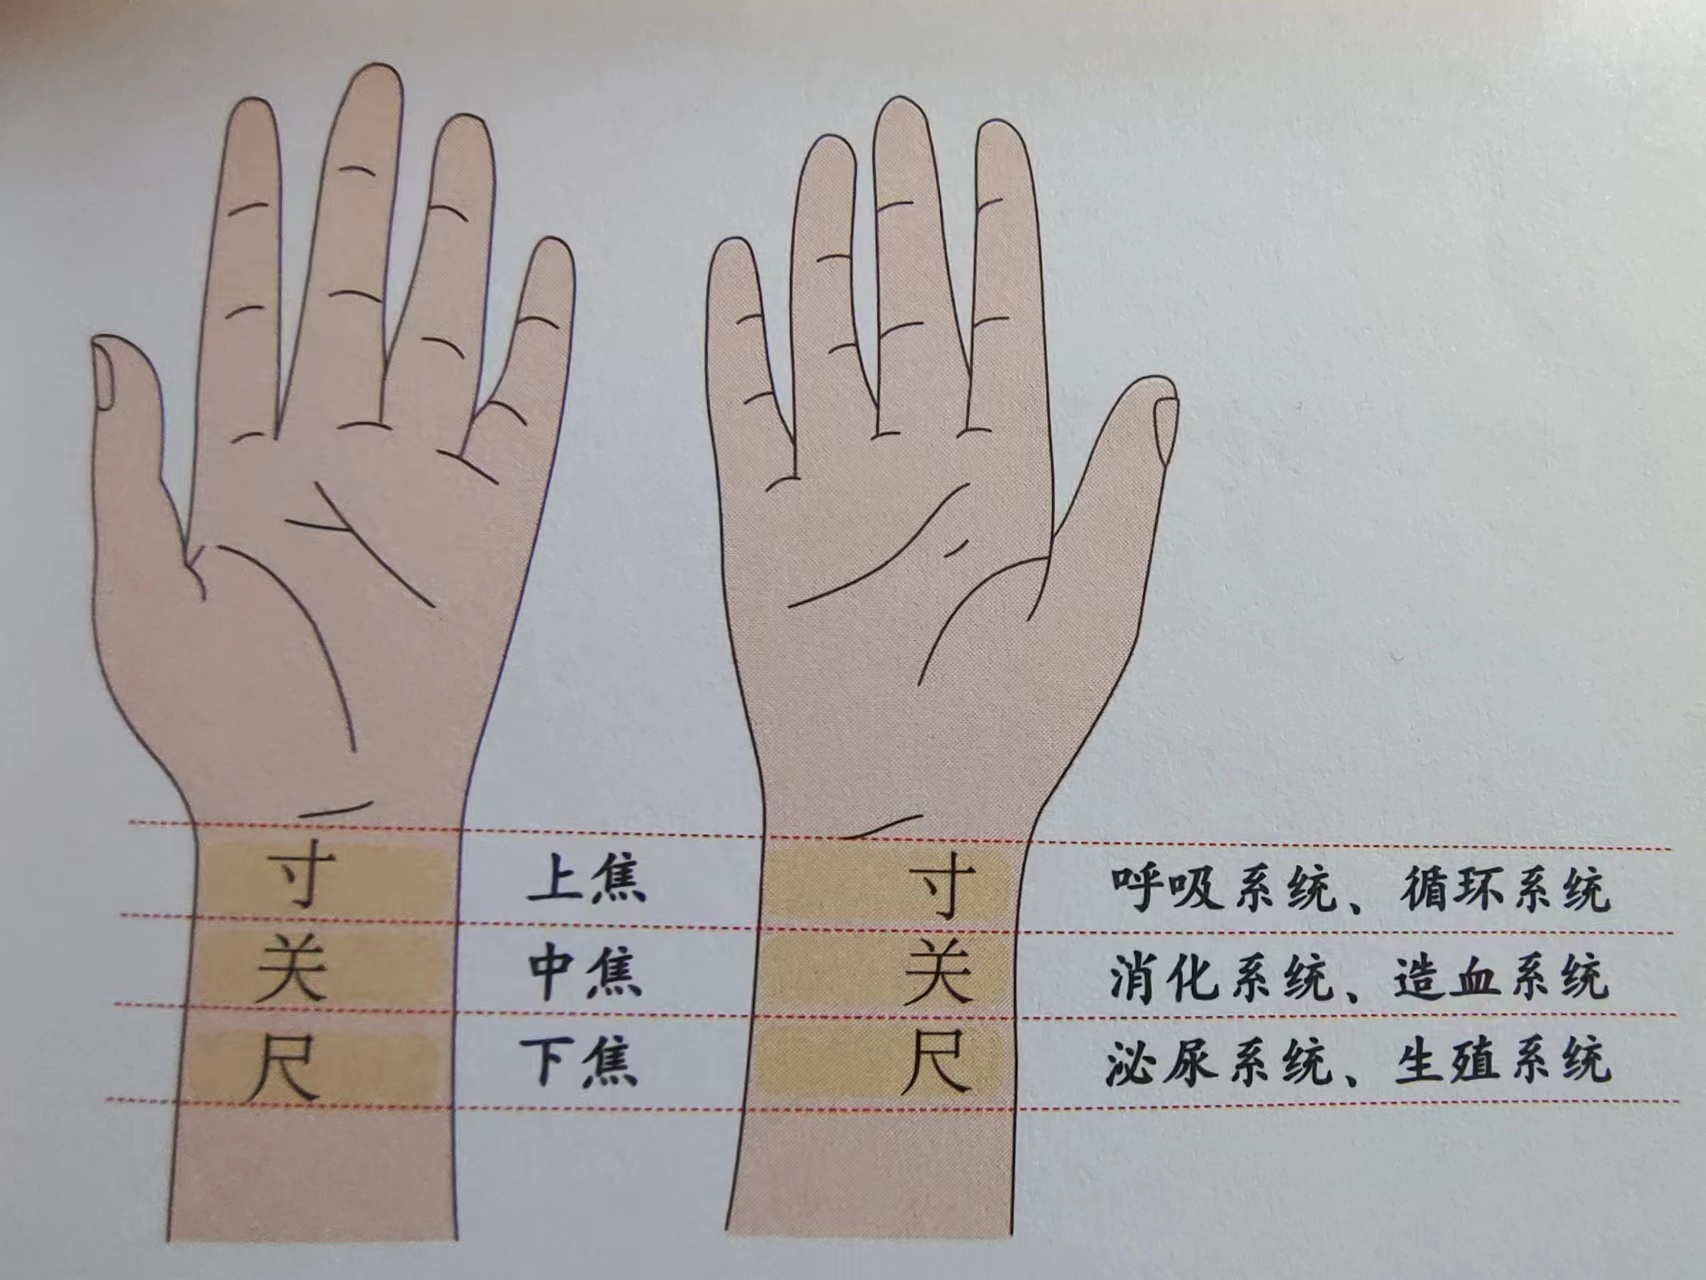 寸 上焦 寸 呼吸系统、循环系统
关 中焦 关 消化系统、造血系统
尺 下焦 尺 泌尿系统、生殖系统